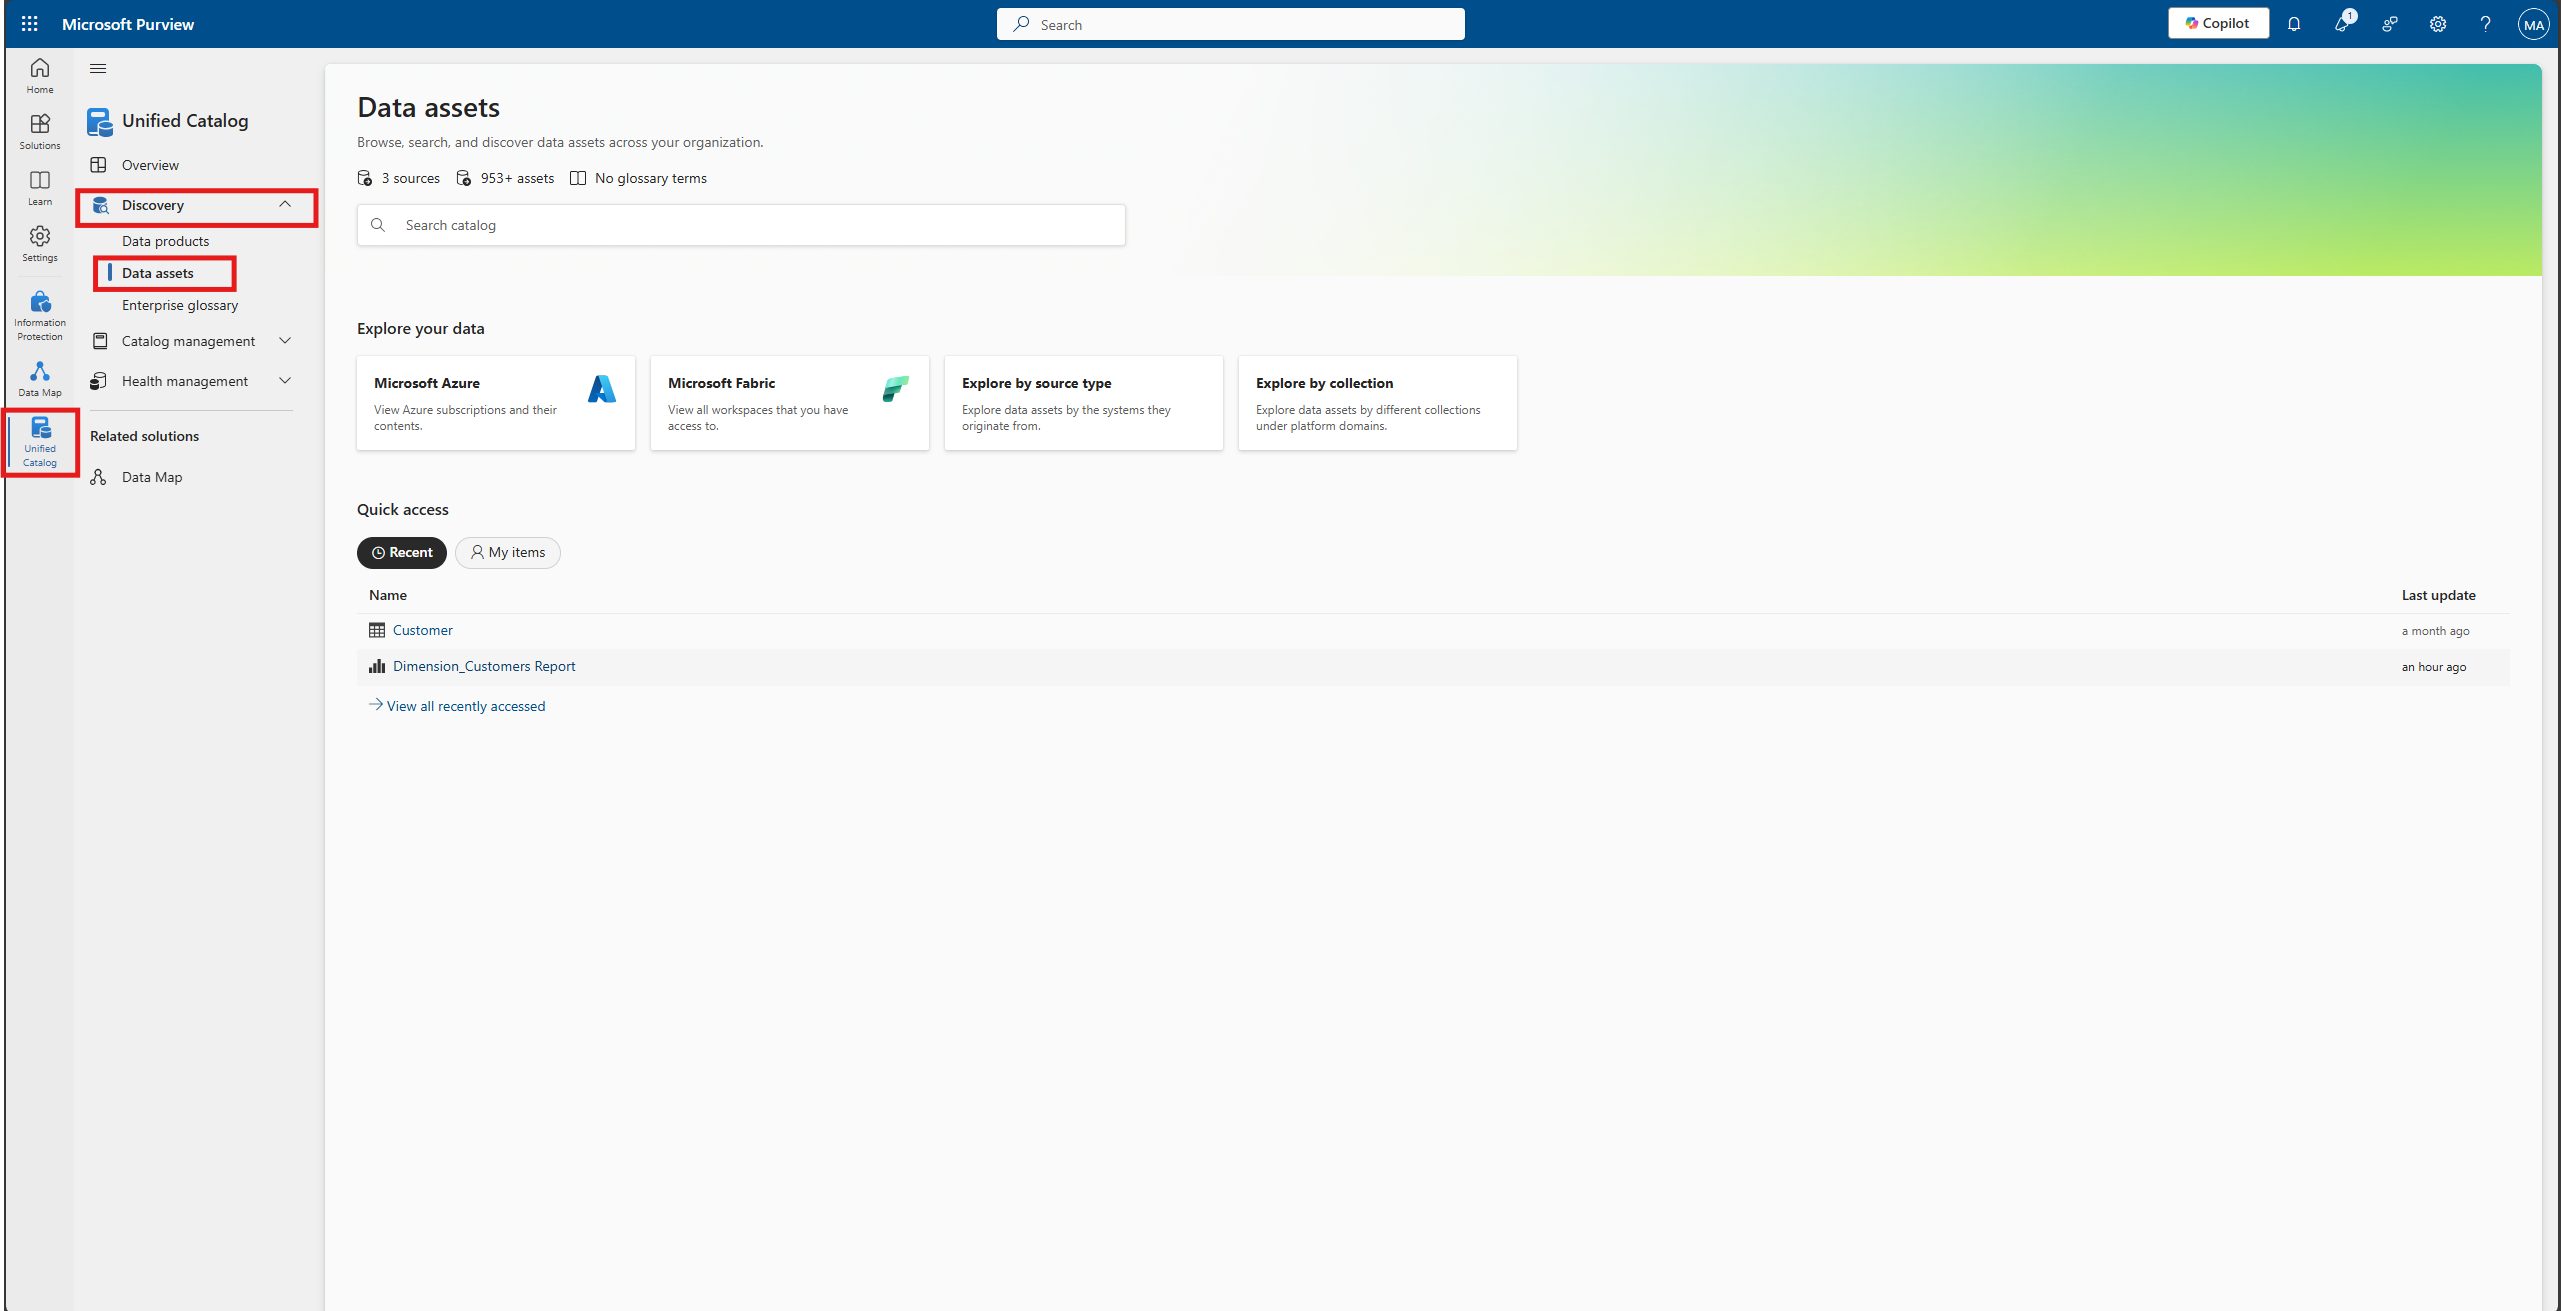 Microsoft Purview
Search
Copilot
1
MA
Home
Solutions
Learn
Settings
Information
Protection
Data Map
Unified
Catalog
Unified Catalog
Overview
Discovery
Data products
Data assets
Enterprise glossary
Catalog management
Health management
Related solutions
Data Map
Data assets
Browse, search, and discover data assets across your organization.
3 sources 953+ assets No glossary terms
Search catalog
Explore your data
Microsoft Azure
View Azure subscriptions and their
contents.
Microsoft Fabric
View all workspaces that you have
access to.
Explore by source type
Explore data assets by the systems they
originate from.
Explore by collection
Explore data assets by different collections
under platform domains.
Quick access
Recent My items
Name Last update
Customer a month ago
Dimension_Customers Report an hour ago
View all recently accessed